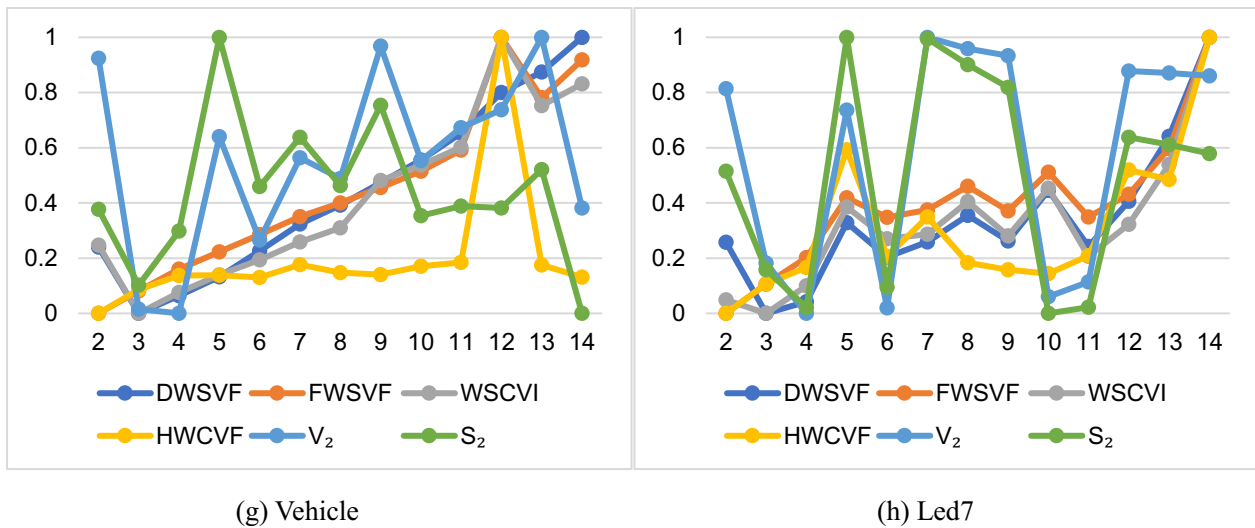 1
0.8
0.6
0.4
0.2
0
2 3 4 5 6 7 8 9 10 11 12 13 14
DWSVF FWSVF WSCVI
HWCVF V₂ S₂
(g) Vehicle
1
0.8
0.6
0.4
0.2
0
2 3 4 5 6 7 8 9 10 11 12 13 14
DWSVF FWSVF WSCVI
HWCVF V₂ S₂
(h) Led7